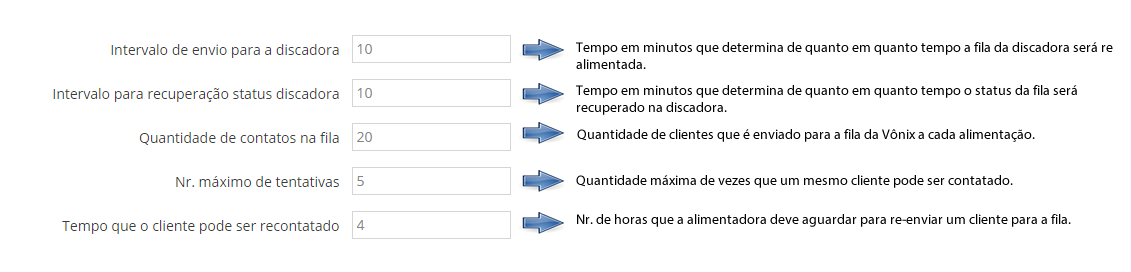 Intervalo de envio para a discadora 10 Tempo em minutos que determina de quanto em quanto tempo a fila da discadora será re
alimentada.
Intervalo para recuperação status discadora 10 Tempo em minutos que determina de quanto em quanto tempo o status da fila será
recuperado na discadora.
Quantidade de contatos na fila 20 Quantidade de clientes que é enviado para a fila da Vônix a cada alimentação.
Nr. máximo de tentativas 5 Quantidade máxima de vezes que um mesmo cliente pode ser contatado.
Tempo que o cliente pode ser recontatado 4 Nr. de horas que a alimentadora deve aguardar para re-enviar um cliente para a fila.